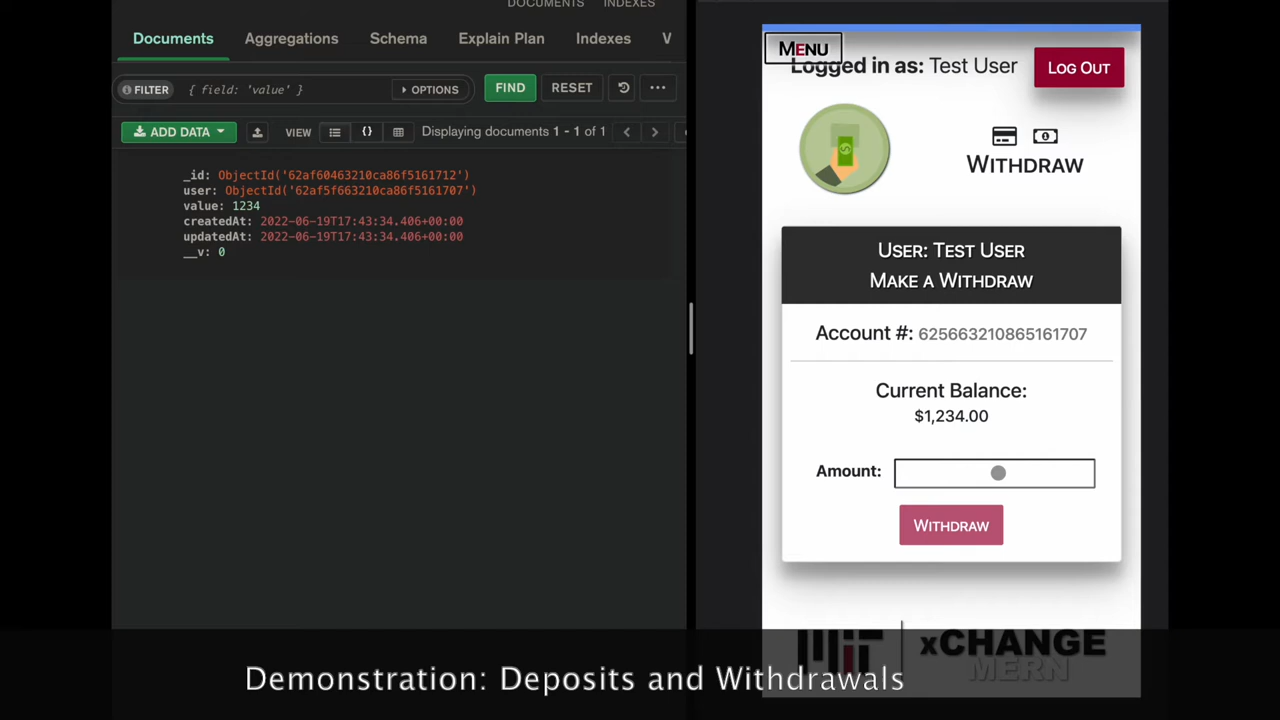 DOCUMENTS INDEXES
Documents Aggregations Schema Explain Plan Indexes V
FILTER { field: 'value' } OPTIONS FIND RESET
ADD DATA VIEW {} Displaying documents 1 - 1 of 1
_id: ObjectId('62af60463210ca86f5161712')
user: ObjectId('62af5f663210ca86f5161707')
value: 1234
createdAt: 2022-06-19T17:43:34.406+00:00
updatedAt: 2022-06-19T17:43:34.406+00:00
__v: 0
MENU
Logged in as: Test User
LOG OUT
WITHDRAW
USER: TEST USER
MAKE A WITHDRAW
Account #: 625663210865161707
Current Balance:
$1,234.00
Amount:
WITHDRAW
MIT xCHANGE
MERN
Demonstration: Deposits and Withdrawals